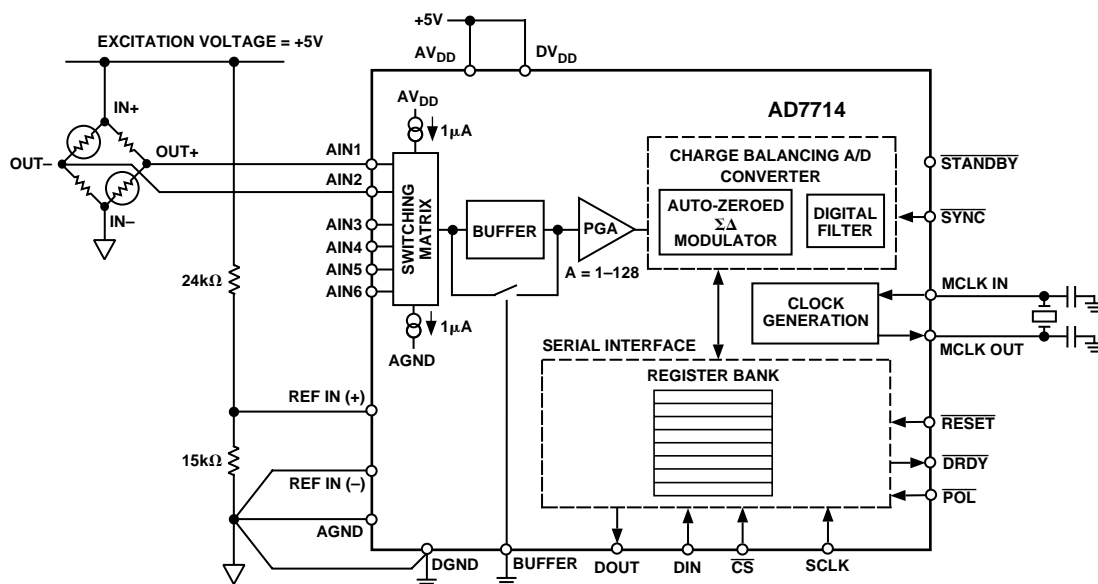 +5V
EXCITATION VOLTAGE = +5V
AVDD
DVDD
IN+
OUT–
OUT+
IN–
24kΩ
15kΩ
AIN1
AIN2
AIN3
AIN4
AIN5
AIN6
REF IN (+)
REF IN (–)
AGND
AVDD
1μA
SWITCHING
MATRIX
1μA
AGND
BUFFER
PGA
A = 1–128
AD7714
CHARGE BALANCING A/D
CONVERTER
AUTO-ZEROED
ΣΔ
MODULATOR
DIGITAL
FILTER
CLOCK
GENERATION
SERIAL INTERFACE
REGISTER BANK
STANDBY
SYNC
MCLK IN
MCLK OUT
RESET
DRDY
POL
DGND
BUFFER
DOUT
DIN
CS
SCLK